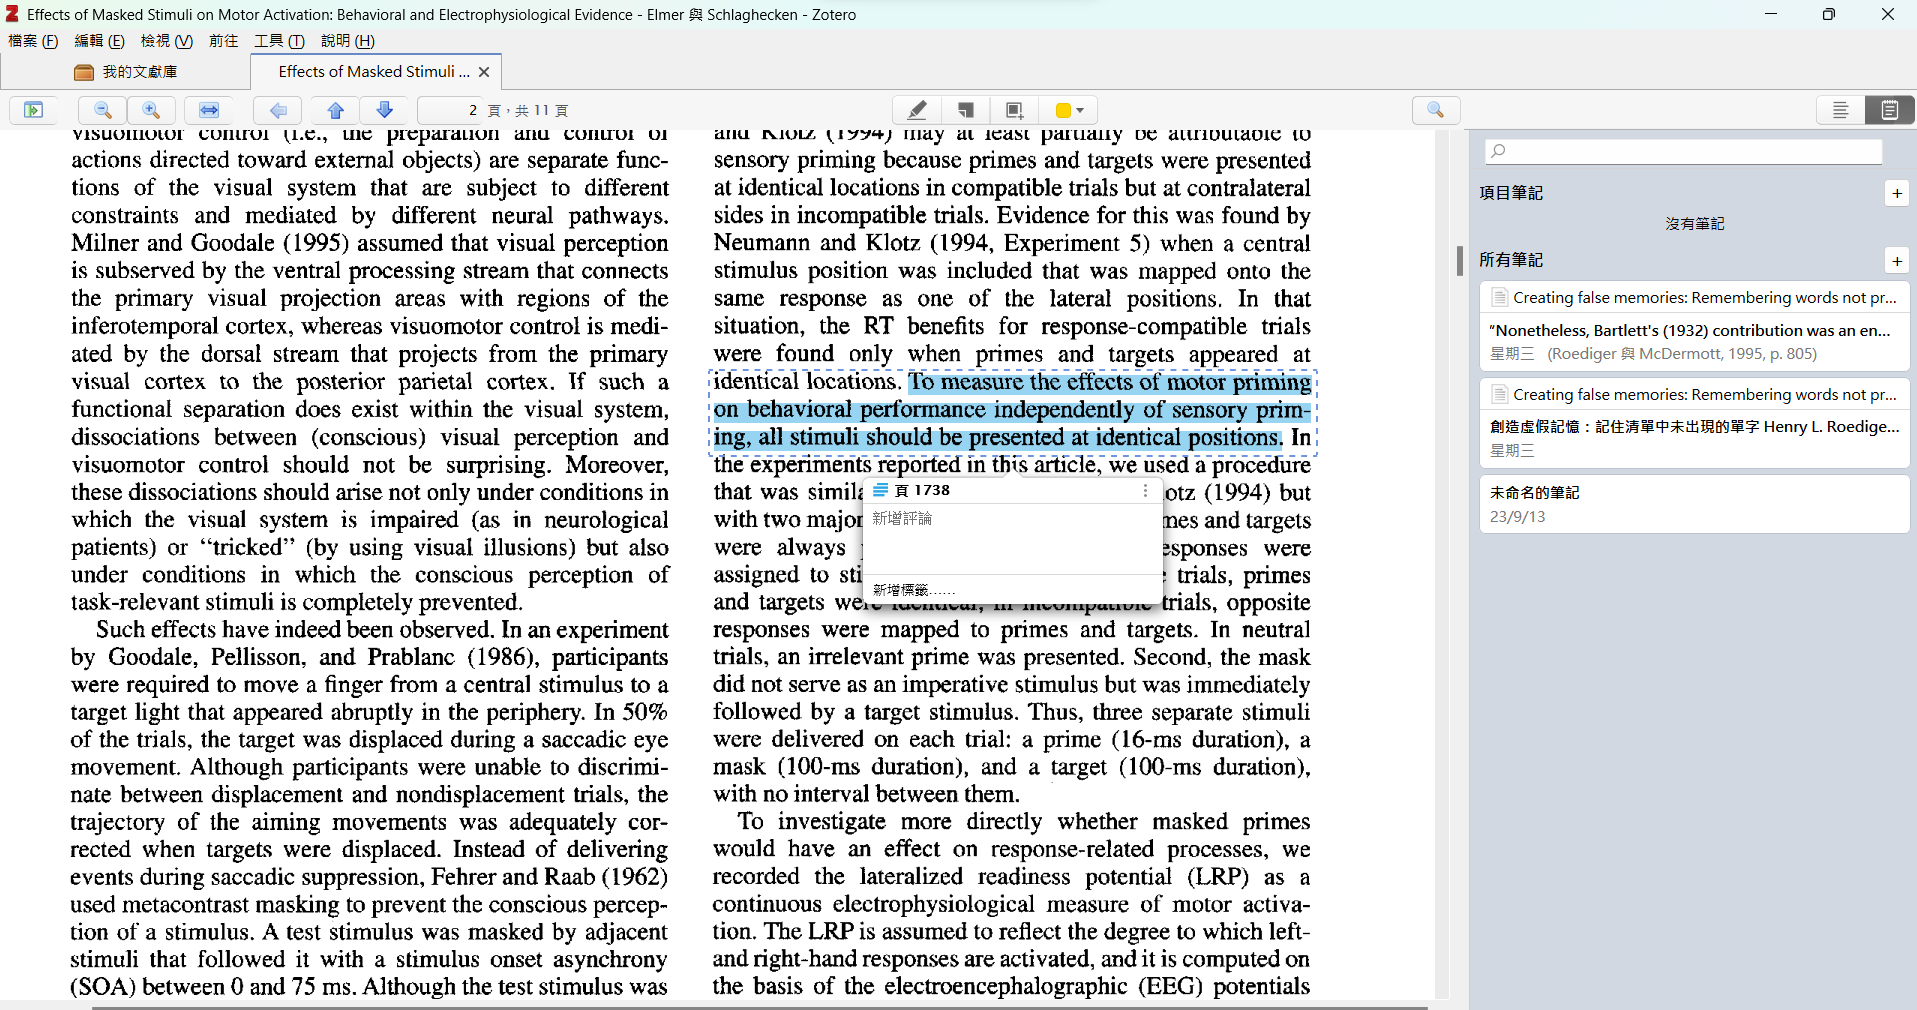 Effects of Masked Stimuli on Motor Activation: Behavioral and Electrophysiological Evidence - Elmer 與 Schlaghecken - Zotero
檔案 (F) 編輯 (E) 檢視 (V) 前往 工具 (T) 說明 (H)
我的文獻庫
Effects of Masked Stimuli ...
2 頁，共 11 頁
visuomotor control (i.e., the preparation and control of
actions directed toward external objects) are separate func-
tions of the visual system that are subject to different
constraints and mediated by different neural pathways.
Milner and Goodale (1995) assumed that visual perception
is subserved by the ventral processing stream that connects
the primary visual projection areas with regions of the
inferotemporal cortex, whereas visuomotor control is medi-
ated by the dorsal stream that projects from the primary
visual cortex to the posterior parietal cortex. If such a
functional separation does exist within the visual system,
dissociations between (conscious) visual perception and
visuomotor control should not be surprising. Moreover,
these dissociations should arise not only under conditions in
which the visual system is impaired (as in neurological
patients) or “tricked” (by using visual illusions) but also
under conditions in which the conscious perception of
task-relevant stimuli is completely prevented.
Such effects have indeed been observed. In an experiment
by Goodale, Pellisson, and Prablanc (1986), participants
were required to move a finger from a central stimulus to a
target light that appeared abruptly in the periphery. In 50%
of the trials, the target was displaced during a saccadic eye
movement. Although participants were unable to discrimi-
nate between displacement and nondisplacement trials, the
trajectory of the aiming movements was adequately cor-
rected when targets were displaced. Instead of delivering
events during saccadic suppression, Fehrer and Raab (1962)
used metacontrast masking to prevent the conscious percep-
tion of a stimulus. A test stimulus was masked by adjacent
stimuli that followed it with a stimulus onset asynchrony
(SOA) between 0 and 75 ms. Although the test stimulus was
and Klotz (1994) may at least partially be attributable to
sensory priming because primes and targets were presented
at identical locations in compatible trials but at contralateral
sides in incompatible trials. Evidence for this was found by
Neumann and Klotz (1994, Experiment 5) when a central
stimulus position was included that was mapped onto the
same response as one of the lateral positions. In that
situation, the RT benefits for response-compatible trials
were found only when primes and targets appeared at
identical locations. To measure the effects of motor priming
on behavioral performance independently of sensory prim-
ing, all stimuli should be presented at identical positions. In
the experiments reported in this article, we used a procedure
that was simila otz (1994) but
with two major mes and targets
were always esponses were
assigned to sti trials, primes
and targets were identical; in incompatible trials, opposite
responses were mapped to primes and targets. In neutral
trials, an irrelevant prime was presented. Second, the mask
did not serve as an imperative stimulus but was immediately
followed by a target stimulus. Thus, three separate stimuli
were delivered on each trial: a prime (16-ms duration), a
mask (100-ms duration), and a target (100-ms duration),
with no interval between them.
To investigate more directly whether masked primes
would have an effect on response-related processes, we
recorded the lateralized readiness potential (LRP) as a
continuous electrophysiological measure of motor activa-
tion. The LRP is assumed to reflect the degree to which left-
and right-hand responses are activated, and it is computed on
the basis of the electroencephalographic (EEG) potentials
頁 1738
新增評論
新增標籤......
項目筆記
沒有筆記
所有筆記
Creating false memories: Remembering words not pr...
"Nonetheless, Bartlett's (1932) contribution was an en...
星期三 (Roediger 與 McDermott, 1995, p. 805)
Creating false memories: Remembering words not pr...
創造虛假記憶：記住清單中未出現的單字 Henry L. Roedige...
星期三
未命名的筆記
23/9/13